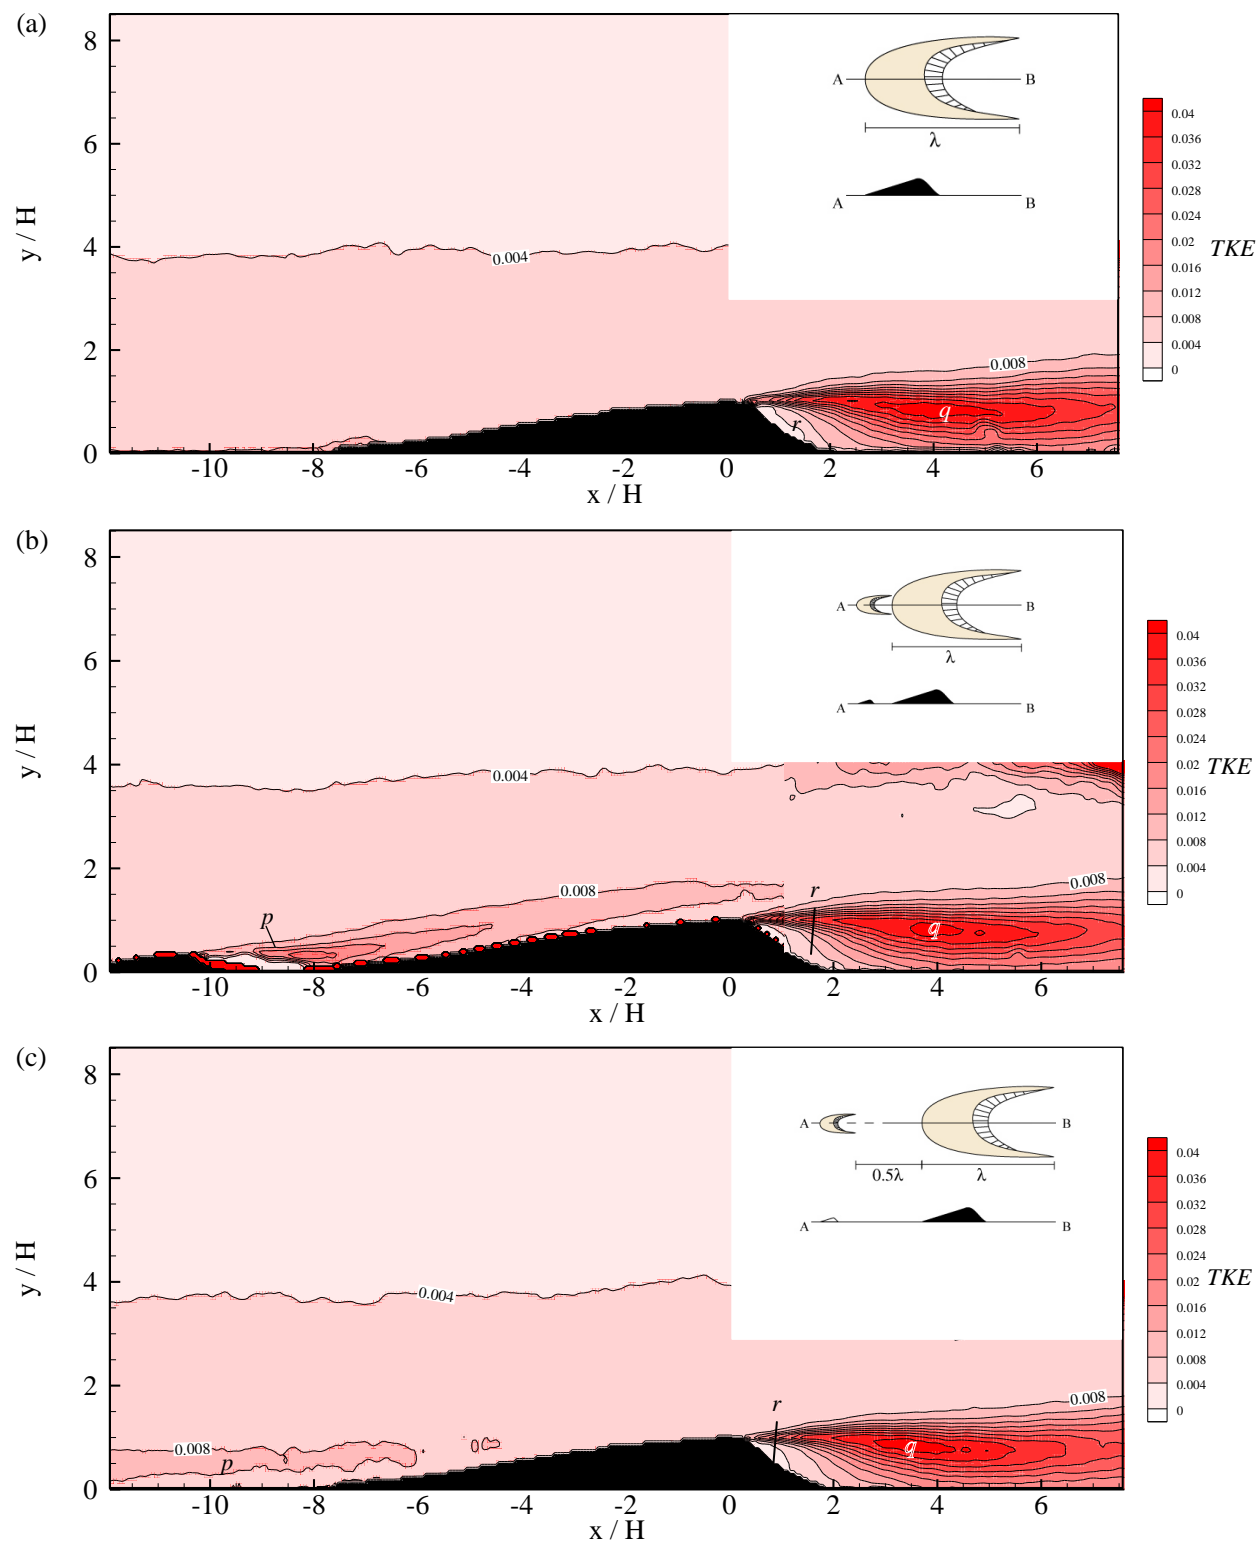 (a)
8
6
4
2
0
y / H
0.004
0.008
q
r
-10 -8 -6 -4 -2 0 2 4 6
x / H
A B
λ
A B
0.04
0.036
0.032
0.028
0.024
0.02
0.016
0.012
0.008
0.004
0
TKE
(b)
8
6
4
2
0
y / H
0.004
0.008
0.008
p
r
q
-10 -8 -6 -4 -2 0 2 4 6
x / H
A B
λ
A B
0.04
0.036
0.032
0.028
0.024
0.02
0.016
0.012
0.008
0.004
0
TKE
(c)
8
6
4
2
0
y / H
0.004
0.008
0.008
p
r
q
-10 -8 -6 -4 -2 0 2 4 6
x / H
A B
0.5λ λ
A B
0.04
0.036
0.032
0.028
0.024
0.02
0.016
0.012
0.008
0.004
0
TKE